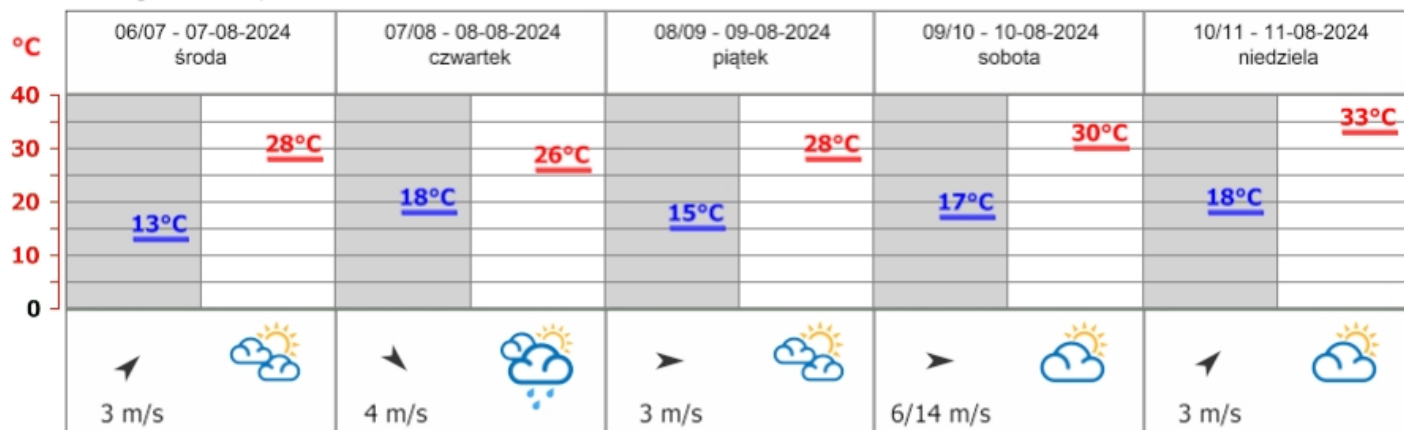 06/07 - 07-08-2024
środa
07/08 - 08-08-2024
czwartek
08/09 - 09-08-2024
piątek
09/10 - 10-08-2024
sobota
10/11 - 11-08-2024
niedziela
°C
40
30
20
10
0
13°C
28°C
18°C
26°C
15°C
28°C
17°C
30°C
18°C
33°C
3 m/s
4 m/s
3 m/s
6/14 m/s
3 m/s